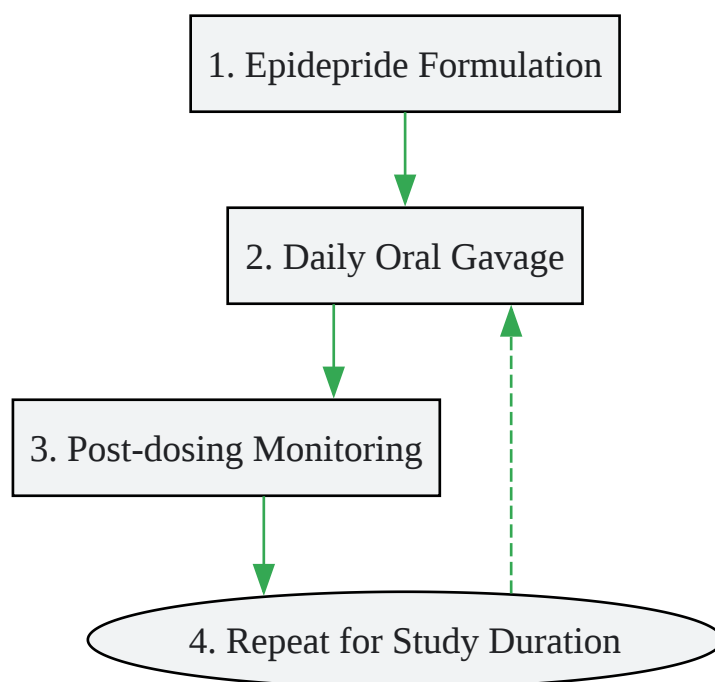 1. Epidepride Formulation
2. Daily Oral Gavage
3. Post-dosing Monitoring
4. Repeat for Study Duration